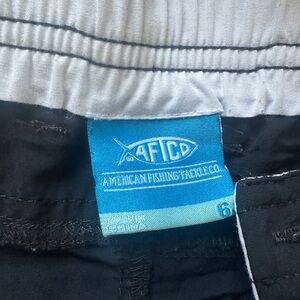 AFTCO
AMERICAN FISHING TACKLE CO.
6